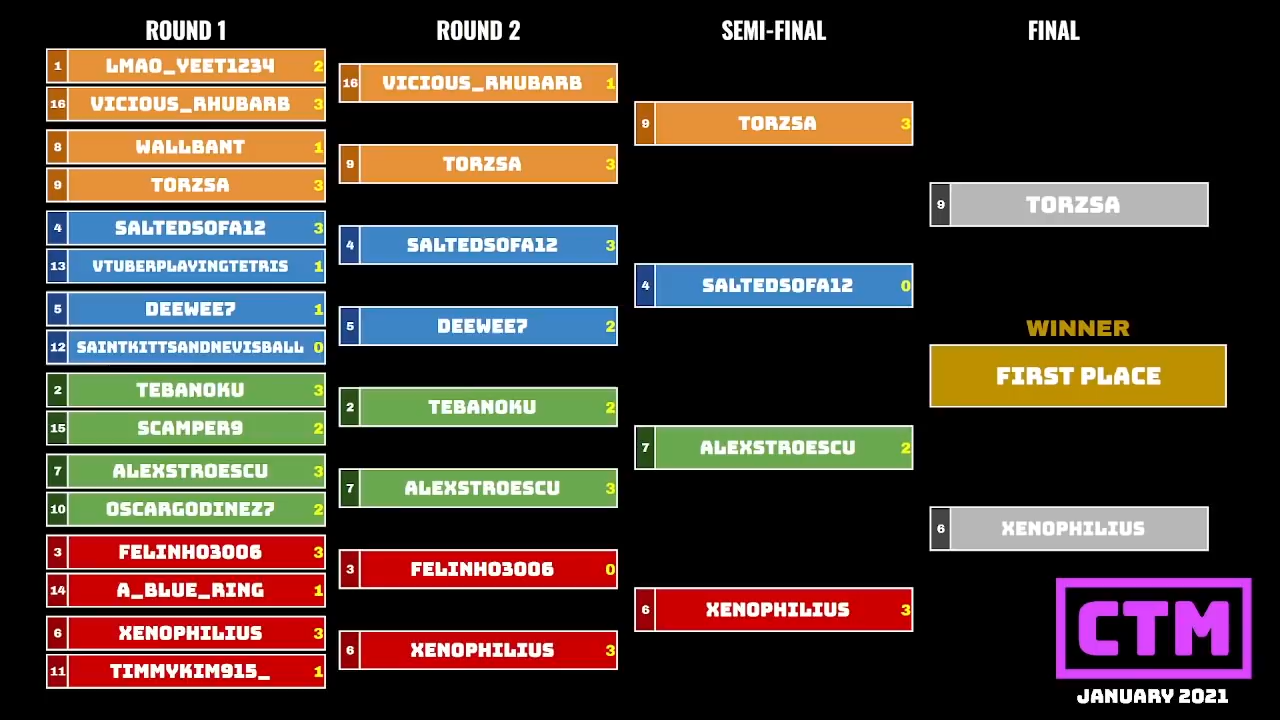 ROUND 1
ROUND 2
SEMI-FINAL
FINAL
1 LMAO_YEET1234 2
16 VICIOUS_RHUBARB 3
8 WALLBANT 1
9 TORZSA 3
4 SALTEDSOFA12 3
13 VTUBERPLAYINGTETRIS 1
5 DEEWEE7 1
12 SAINTKITTSANDNEVISBALL 0
2 TEBANOKU 3
15 SCAMPER9 2
7 ALEXSTROESCU 3
10 OSCARGODINEZ7 2
3 FELINHO3006 3
14 A_BLUE_RING 1
6 XENOPHILIUS 3
11 TIMMYKIM915_ 1
16 VICIOUS_RHUBARB 1
9 TORZSA 3
4 SALTEDSOFA12 3
5 DEEWEE7 2
2 TEBANOKU 2
7 ALEXSTROESCU 3
3 FELINHO3006 0
6 XENOPHILIUS 3
9 TORZSA 3
4 SALTEDSOFA12 0
7 ALEXSTROESCU 2
6 XENOPHILIUS 3
9 TORZSA
WINNER
FIRST PLACE
6 XENOPHILIUS
CTM
JANUARY 2021